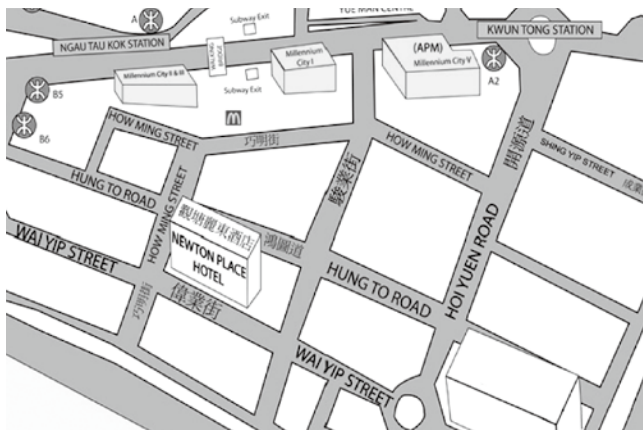 YUE MAN CENTRE
A
KWUN TONG STATION
NGAU TAU KOK STATION
WALKING BRIDGE
Subway Exit
Millennium City I
(APM)
Millennium City V
A2
Millennium City II & III
Subway Exit
B5
B6
HOW MING STREET
巧明街
HOW MING STREET
駿業街
開源道
SHING YIP STREET
成業
HUNG TO ROAD
HOW MING STREET
觀塘麗東酒店
NEWTON PLACE
HOTEL
鴻圖道
WAI YIP STREET
HUNG TO ROAD
HOI YUEN ROAD
巧明街
偉業街
WAI YIP STREET